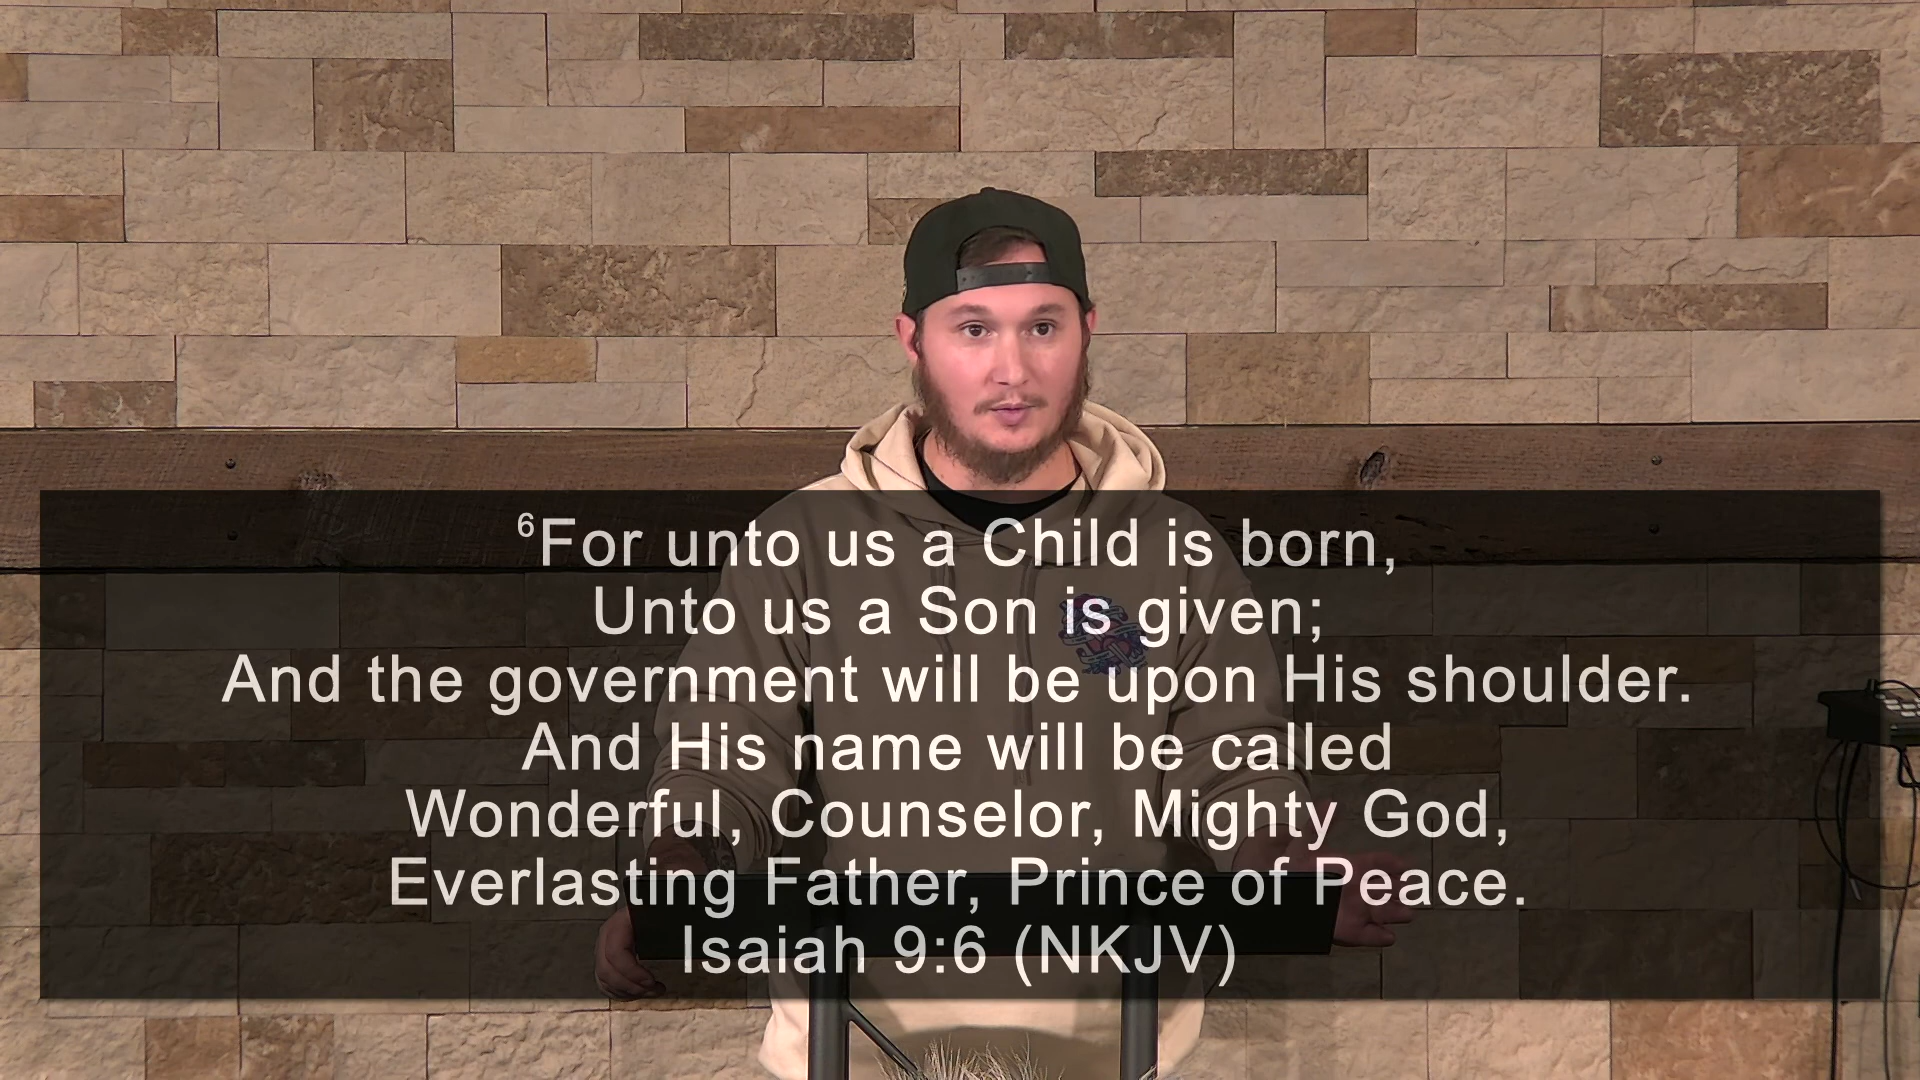 ⁶For unto us a Child is born,
Unto us a Son is given;
And the government will be upon His shoulder.
And His name will be called
Wonderful, Counselor, Mighty God,
Everlasting Father, Prince of Peace.
Isaiah 9:6 (NKJV)